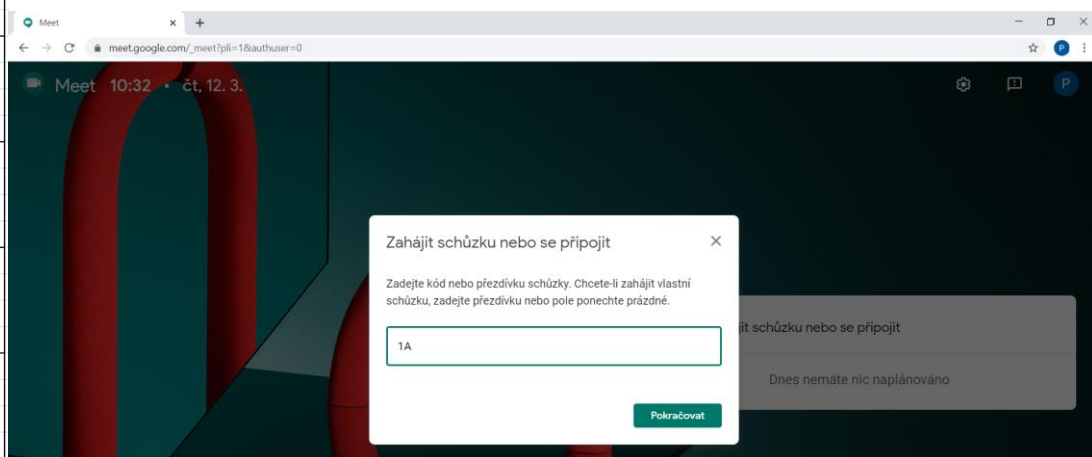 Meet
meet.google.com/_meet?pli=1&authuser=0
P
Meet 10:32 • čt, 12. 3.
P
Zahájit schůzku nebo se připojit
Zadejte kód nebo přezdívku schůzky. Chcete-li zahájit vlastní
schůzku, zadejte přezdívku nebo pole ponechte prázdné.
1A
Pokračovat
jit schůzku nebo se připojit
Dnes nemáte nic naplánováno